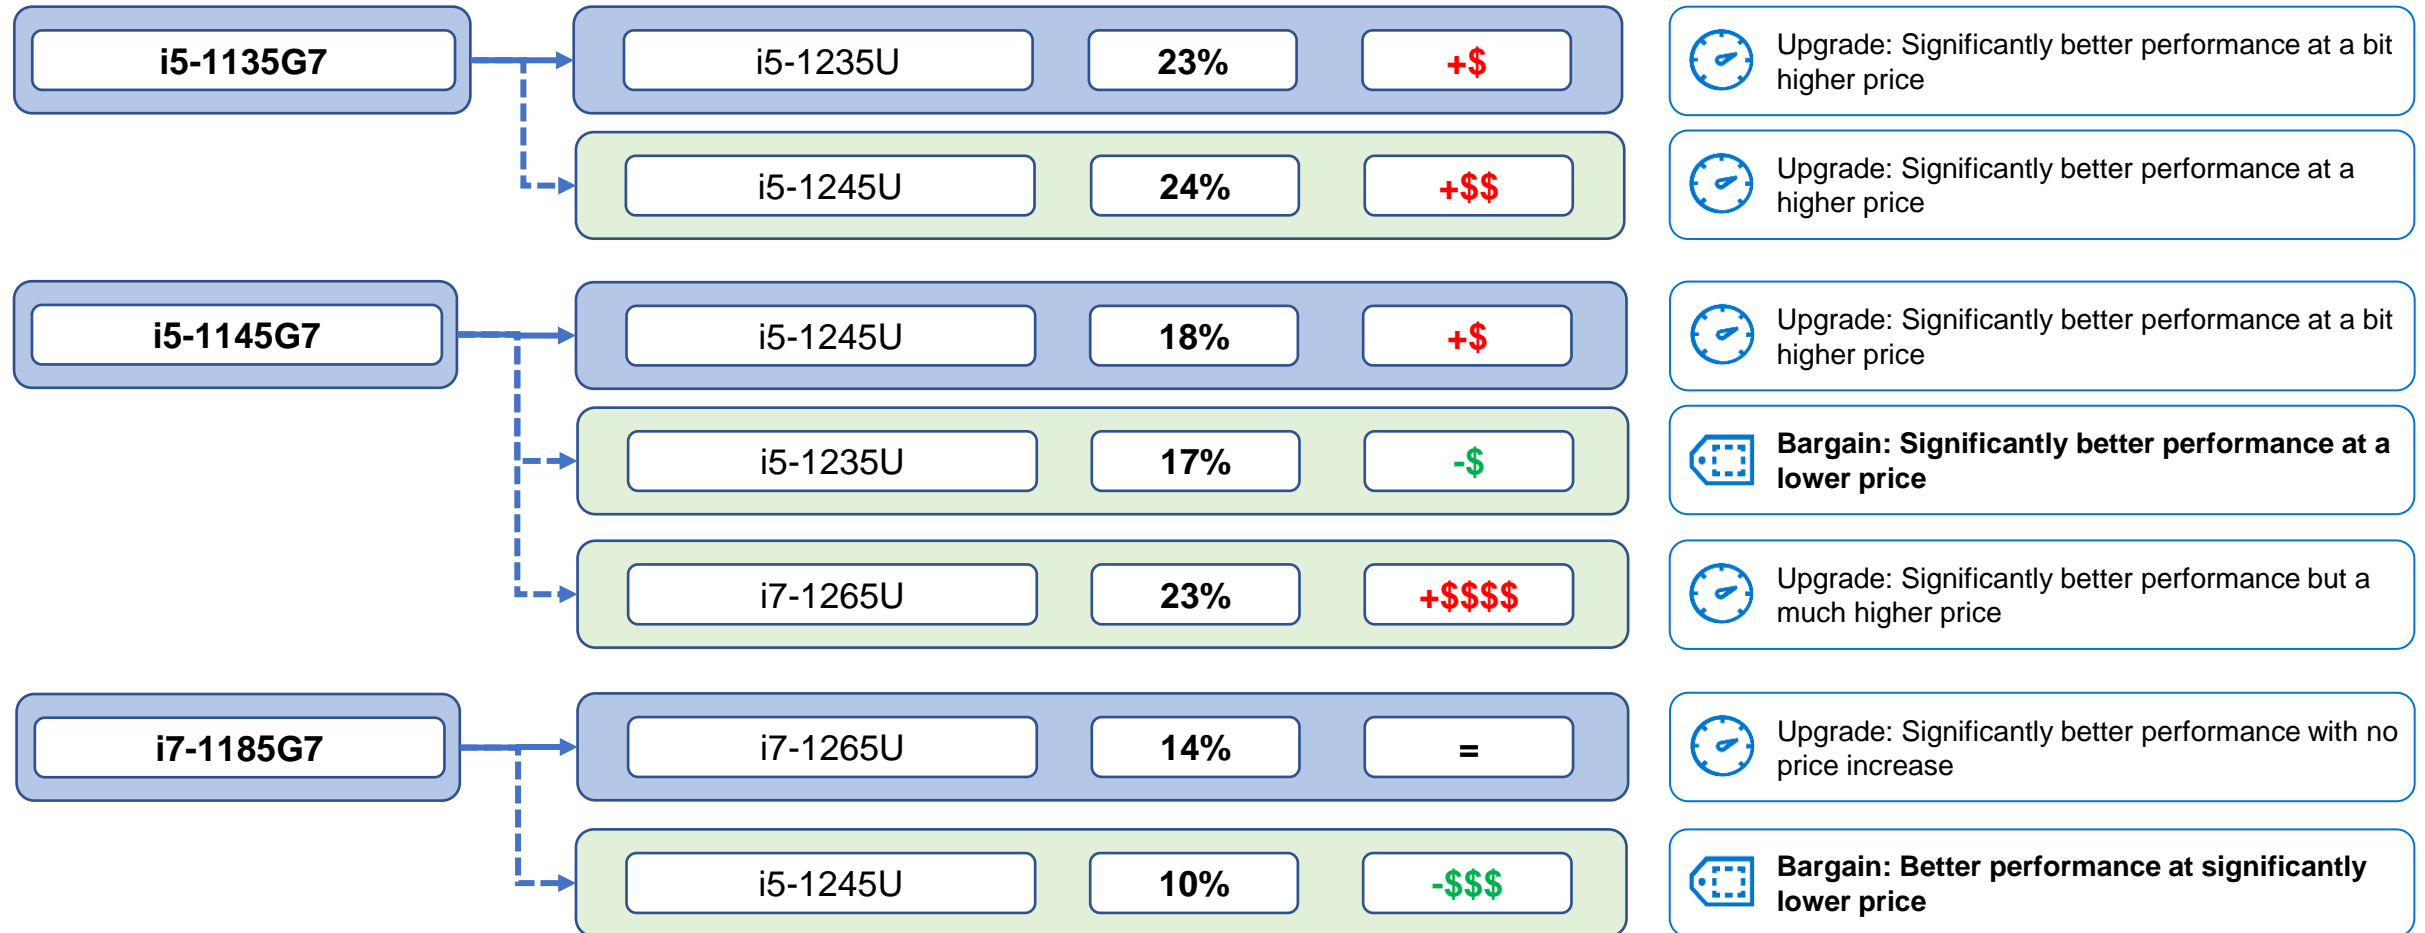 i5-1135G7
i5-1235U
23%
+$
Upgrade: Significantly better performance at a bit
higher price
i5-1245U
24%
+$$
Upgrade: Significantly better performance at a
higher price
i5-1145G7
i5-1245U
18%
+$
Upgrade: Significantly better performance at a bit
higher price
i5-1235U
17%
-$
Bargain: Significantly better performance at a
lower price
i7-1265U
23%
+$$$$
Upgrade: Significantly better performance but a
much higher price
i7-1185G7
i7-1265U
14%
=
Upgrade: Significantly better performance with no
price increase
i5-1245U
10%
-$$$
Bargain: Better performance at significantly
lower price